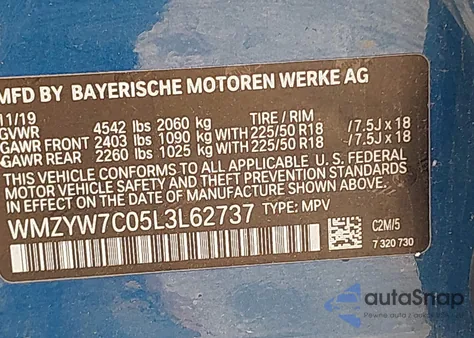 MFD BY BAYERISCHE MOTOREN WERKE AG
11/19 TIRE / RIM
GVWR 4542 lbs 2060 kg
GAWR FRONT 2403 lbs 1090 kg WITH 225/50 R18 /7.5J x 18
GAWR REAR 2260 lbs 1025 kg WITH 225/50 R18 /7.5J x 18
THIS VEHICLE CONFORMS TO ALL APPLICABLE U. S. FEDERAL
MOTOR VEHICLE SAFETY AND THEFT PREVENTION STANDARDS
IN EFFECT ON THE DATE OF MANUFACTURE SHOWN ABOVE.
WMZYW7C05L3L62737 TYPE: MPV
C2M/5
7 320 730
autoSnap
Pewne auta z